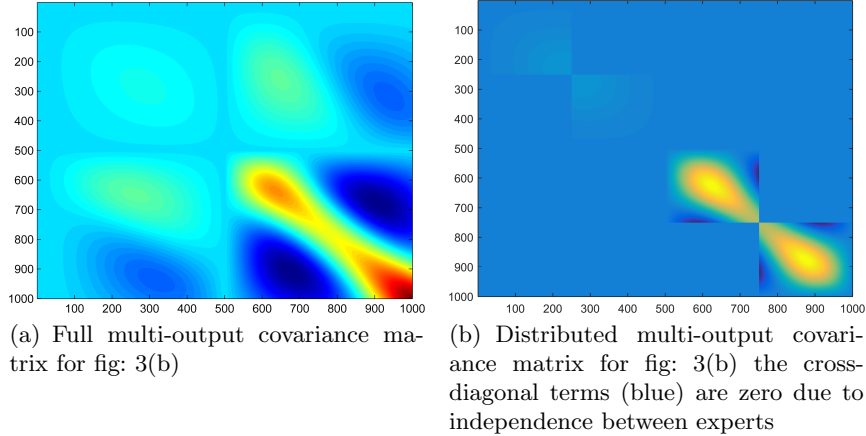 100
200
300
400
500
600
700
800
900
1000
100 200 300 400 500 600 700 800 900 1000
(a) Full multi-output covariance ma-
trix for fig: 3(b)
100
200
300
400
500
600
700
800
900
1000
100 200 300 400 500 600 700 800 900 1000
(b) Distributed multi-output covari-
ance matrix for fig: 3(b) the cross-
diagonal terms (blue) are zero due to
independence between experts